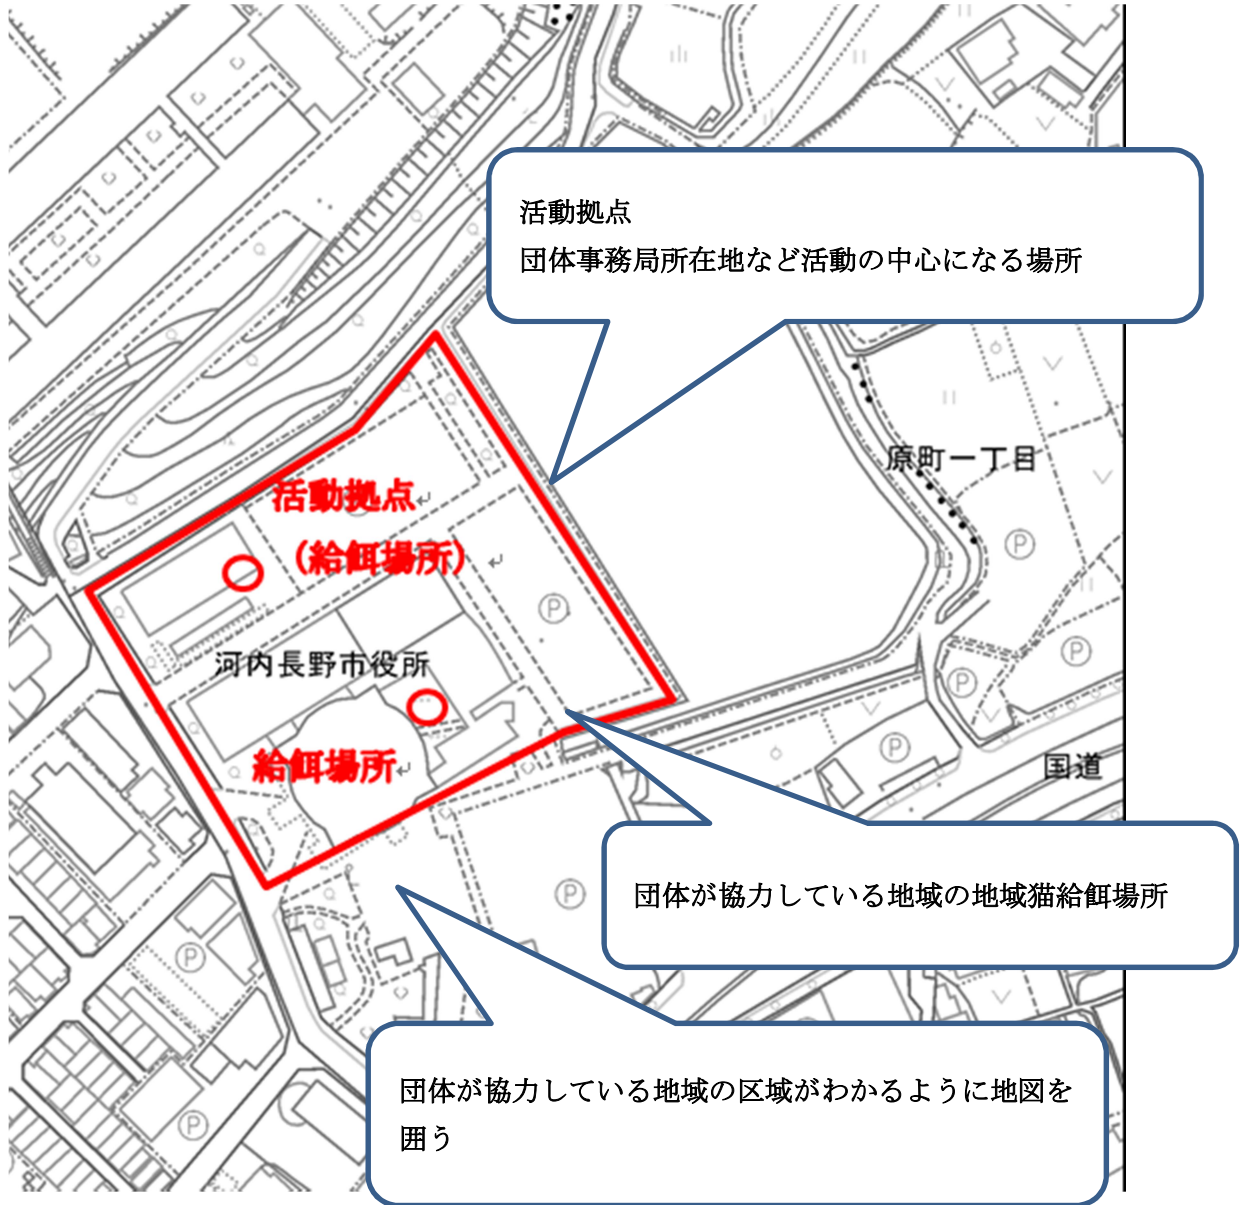 活動拠点
団体事務局所在地など活動の中心になる場所
原町一丁目
活動拠点
（給餌場所）
P
P
河内長野市役所
P
P
給餌場所
P
国道
団体が協力している地域の地域猫給餌場所
P
P
団体が協力している地域の区域がわかるように地図を
囲う
P